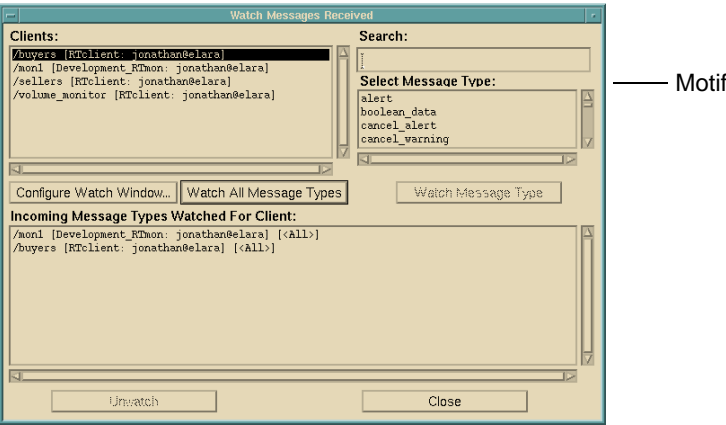 Watch Messages Received
Clients:
/buyers [RTclient: jonathan@elara]
/mon1 [Development_RTmon: jonathan@elara]
/sellers [RTclient: jonathan@elara]
/volume_monitor [RTclient: jonathan@elara]
Search:
Select Message Type:
alert
boolean_data
cancel_alert
cancel_warning
Motif
Configure Watch Window...
Watch All Message Types
Watch Message Type
Incoming Message Types Watched For Client:
/mon1 [Development_RTmon: jonathan@elara] [<All>]
/buyers [RTclient: jonathan@elara] [<All>]
Unwatch
Close